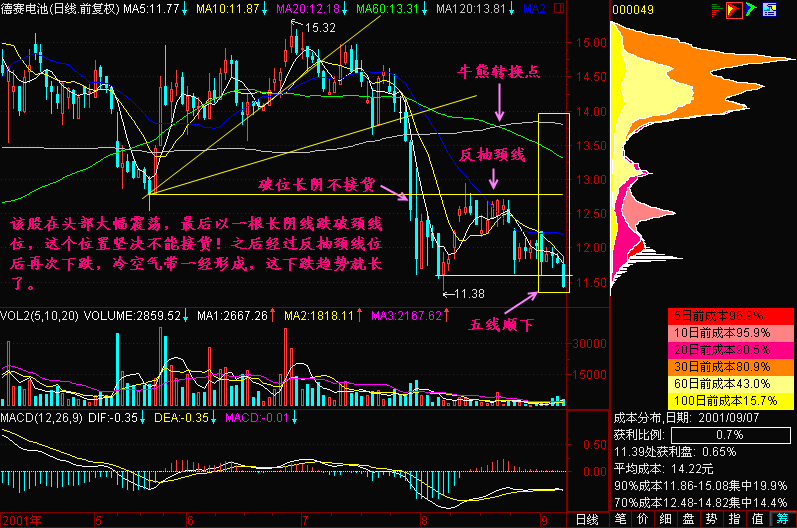 德赛电池(日线.前复权) MA5:11.77↓ MA10:11.87↓ MA20:12.18↓ MA60:13.31↓ MA120:13.81↓ MA2
000049
15.32
15.00
14.50
14.00
13.50
13.00
12.50
12.00
11.50
牛熊转接点
反抽颈线
破位长阴不接货
该股在头部大幅震荡，最后以一根长阴线跌破颈线
位，这个位置坚决不能接货！之后经过反抽颈线位
后再次下跌，冷空气带一经形成，这下跌趋势就长
了。
←11.38
五线顺下
VOL2(5,10,20) VOLUME:2859.52↓ MA1:2667.26↑ MA2:1818.11↑ MA3:2167.62↑
30000
15000
MACD(12,26,9) DIF:-0.35↓ DEA:-0.35↓ MACD:-0.01↓
0.50
0.00
2001年 5 6 7 8 9 日线
5日前成本96.9%
10日前成本95.9%
20日前成本90.5%
30日前成本80.9%
60日前成本43.0%
100日前成本15.7%
成本分布,日期: 2001/09/07
获利比例: 0.7%
11.39处获利盘: 0.65%
平均成本: 14.22元
90%成本11.86-15.08集中19.9%
70%成本12.48-14.82集中14.4%
笔 价 细 盘 势 指 值 筹